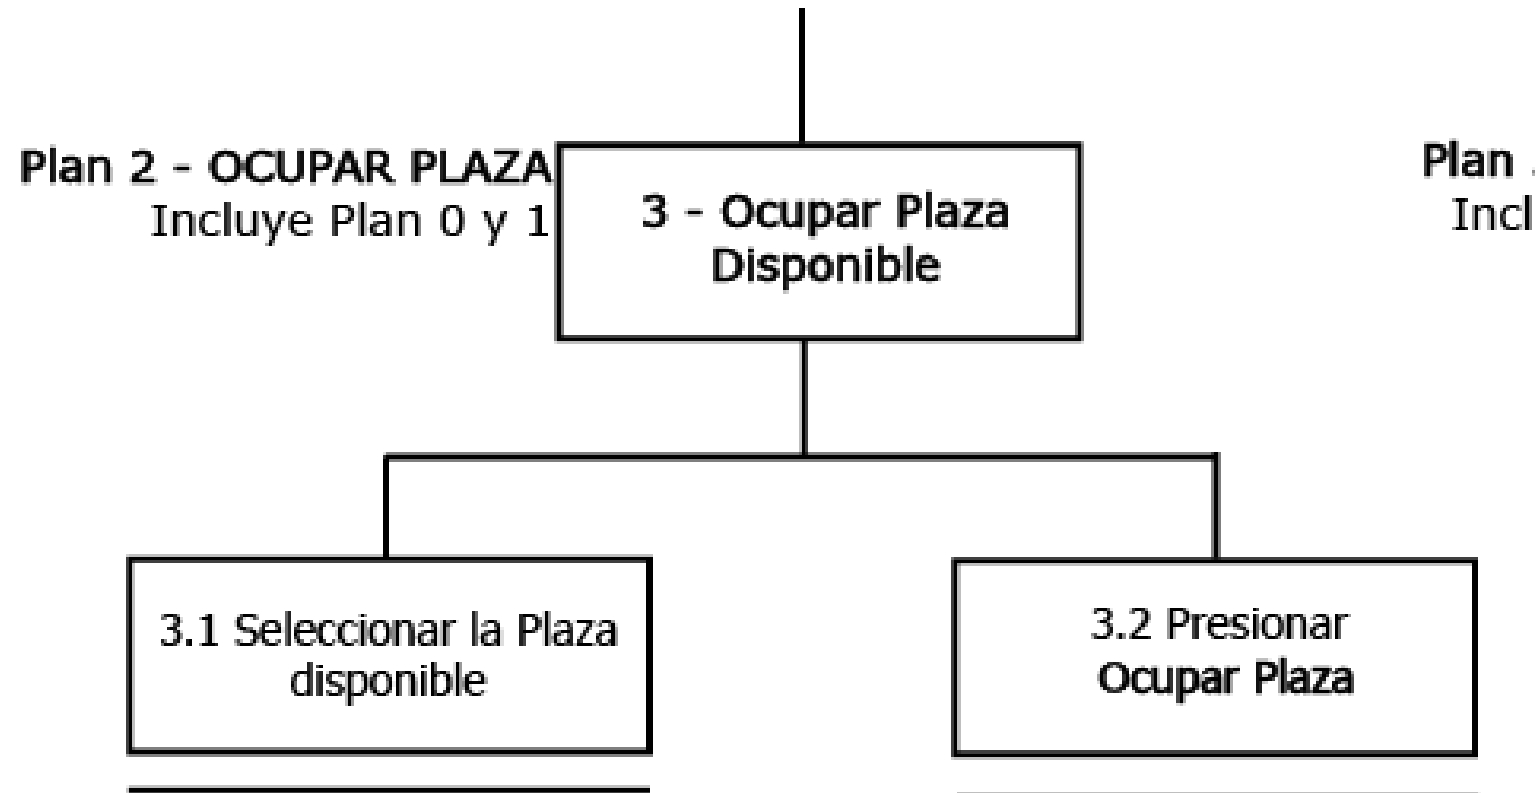 Plan 2 - OCUPAR PLAZA
Incluye Plan 0 y 1
3 - Ocupar Plaza
Disponible
Plan
3.1 Seleccionar la Plaza
disponible
3.2 Presionar
Ocupar Plaza